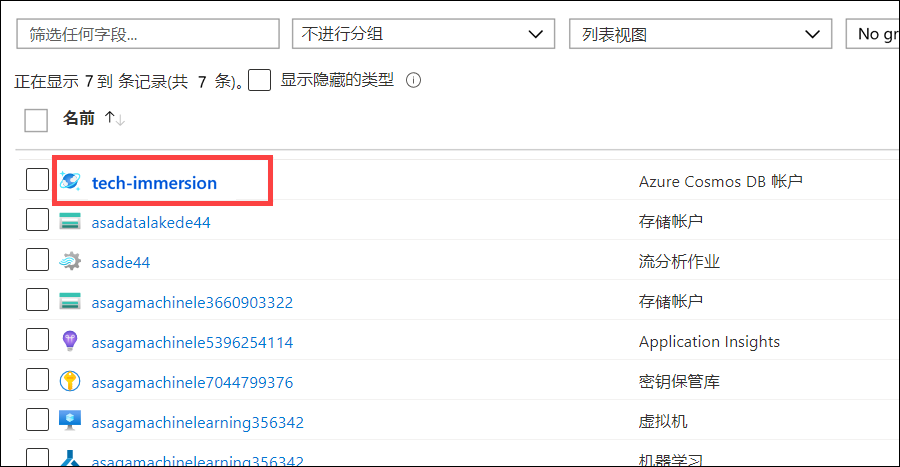 筛选任何字段... 不进行分组 列表视图 No gr
正在显示 7 到 条记录(共 7 条)。 显示隐藏的类型
名前 ↑↓
tech-immersion Azure Cosmos DB 帐户
asadatalakede44 存储帐户
asade44 流分析作业
asagamachinele3660903322 存储帐户
asagamachinele5396254114 Application Insights
asagamachinele7044799376 密钥保管库
asagamachinelearning356342 虚拟机
asagamachinelearning356342 机器学习